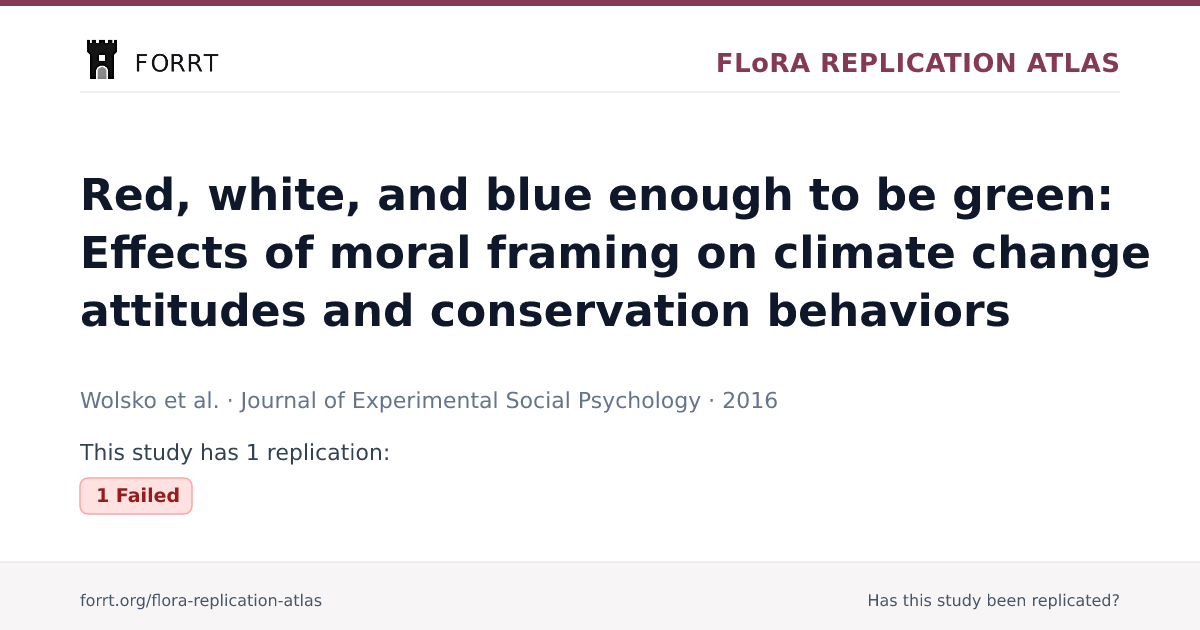 FORRT
FLoRA REPLICATION ATLAS
Red, white, and blue enough to be green:
Effects of moral framing on climate change
attitudes and conservation behaviors
Wolsko et al. · Journal of Experimental Social Psychology · 2016
This study has 1 replication:
1 Failed
forrt.org/flora-replication-atlas
Has this study been replicated?